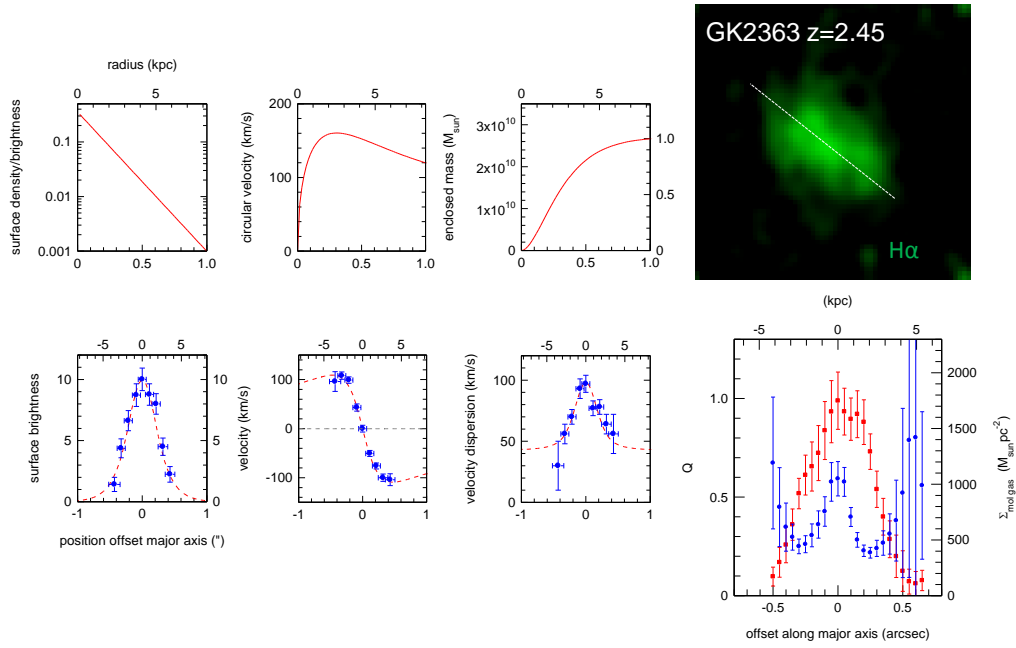 GK2363 z=2.45
Hα
radius (kpc)
0 5
surface density/brightness
0.1
0.01
0.001
0 0.5 1.0
0 5
circular velocity (km/s)
200
160
120
80
40
0
0 0.5 1.0
0 5
endosed mass (M_sun)
3x10^10
2x10^10
1x10^10
0
1.0
0.5
0
0 0.5 1.0
-5 0 5
surface brightness
10
5
0
10
5
0
-1 0 1
position offset major axis (")
-5 0 5
velocity (km/s)
100
0
-100
-1 0 1
-5 0 5
velocity dispersion (km/s)
100
50
0
-1 0 1
(kpc)
-5 0 5
Q
1.0
0.5
0
2000
1500
1000
500
0
Σ_mol gas (M_sun pc^-2)
-0.5 0 0.5
offset along major axis (arcsec)